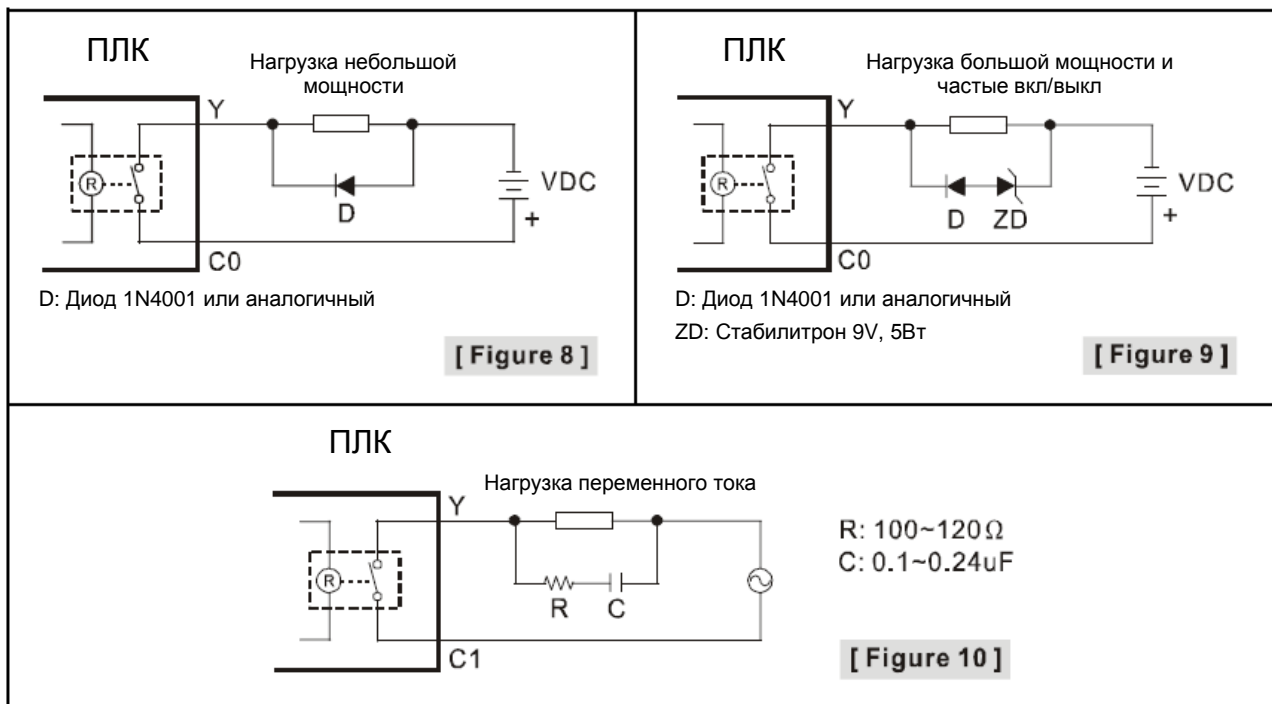 ПЛК
Нагрузка небольшой
мощности
Y
R
D
VDC
+
C0
D: Диод 1N4001 или аналогичный
[ Figure 8 ]
ПЛК
Нагрузка большой мощности и
частые вкл/выкл
Y
R
D ZD
VDC
+
C0
D: Диод 1N4001 или аналогичный
ZD: Стабилитрон 9V, 5Вт
[ Figure 9 ]
ПЛК
Нагрузка переменного тока
Y
R
R C
C1
R: 100~120Ω
C: 0.1~0.24uF
[ Figure 10 ]